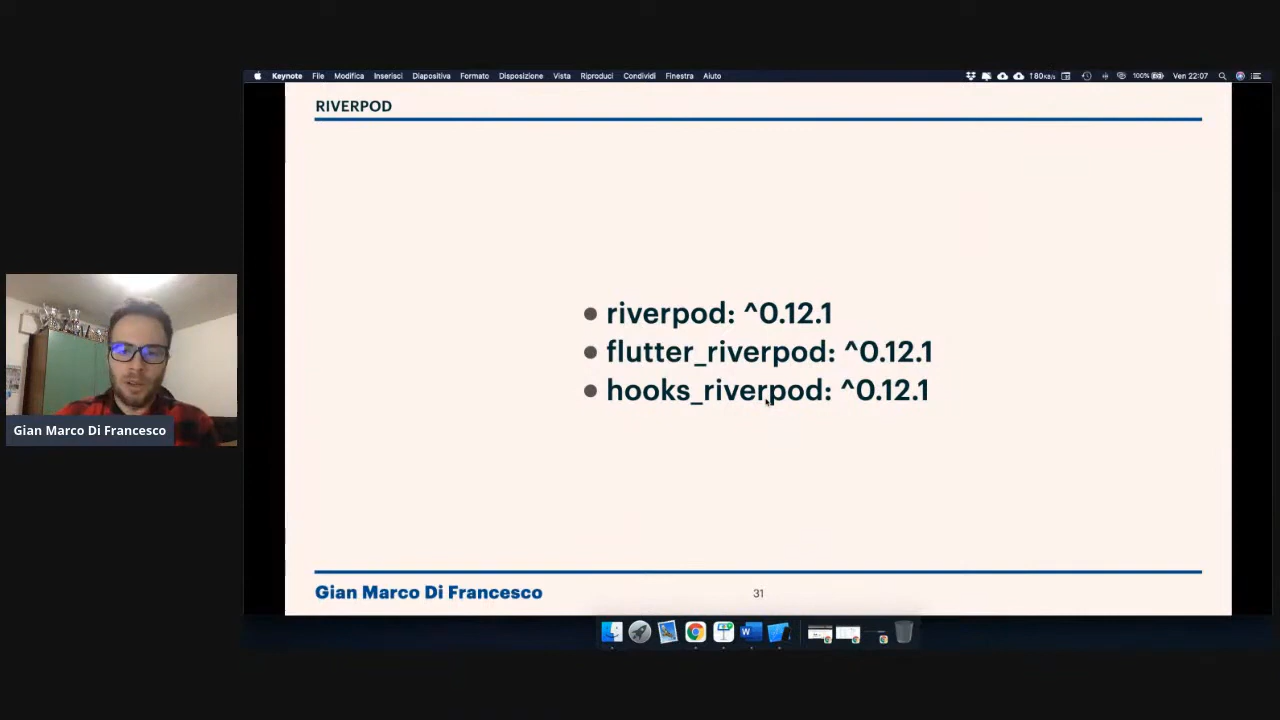 Keynote File Modifica Inserisci Diapositiva Formato Disposizione Vista Riproduci Condividi Finestra Aiuto 100% Ven 22:07
RIVERPOD
• riverpod: ^0.12.1
• flutter_riverpod: ^0.12.1
• hooks_riverpod: ^0.12.1
Gian Marco Di Francesco
Gian Marco Di Francesco 31